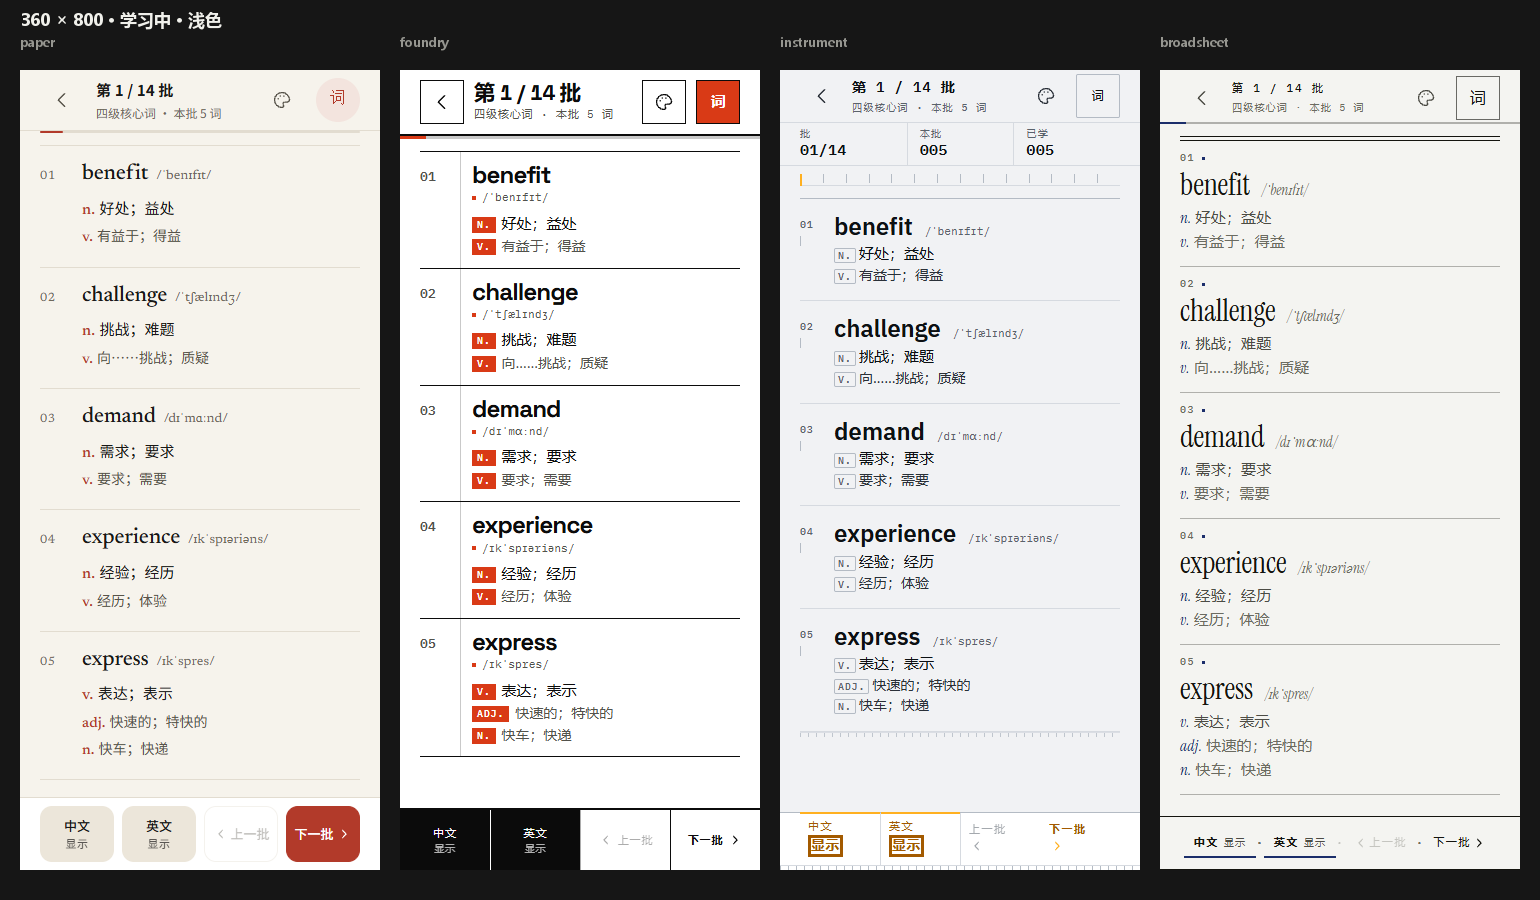 360 × 800 • 学习中 • 浅色
paper
第 1 / 14 批
四级核心词 • 本批 5 词
词
01 benefit /ˈbenɪfɪt/
n. 好处；益处
v. 有益于；得益
02 challenge /ˈtʃælɪndʒ/
n. 挑战；难题
v. 向……挑战；质疑
03 demand /dɪˈmɑːnd/
n. 需求；要求
v. 要求；需要
04 experience /ɪkˈspɪəriəns/
n. 经验；经历
v. 经历；体验
05 express /ɪkˈspres/
v. 表达；表示
adj. 快速的；特快的
n. 快车；快递
中文
显示
英文
显示
上一批
下一批
foundry
第 1 / 14 批
四级核心词 • 本批 5 词
词
01 benefit
/ˈbenɪfɪt/
N. 好处；益处
V. 有益于；得益
02 challenge
/ˈtʃælɪndʒ/
N. 挑战；难题
V. 向……挑战；质疑
03 demand
/dɪˈmɑːnd/
N. 需求；要求
V. 要求；需要
04 experience
/ɪkˈspɪəriəns/
N. 经验；经历
V. 经历；体验
05 express
/ɪkˈspres/
V. 表达；表示
ADJ. 快速的；特快的
N. 快车；快递
中文
显示
英文
显示
上一批
下一批
instrument
第 1 / 14 批
四级核心词 • 本批 5 词
词
批 本批 已学
01/14 005 005
01 benefit /ˈbenɪfɪt/
N. 好处；益处
V. 有益于；得益
02 challenge /ˈtʃælɪndʒ/
N. 挑战；难题
V. 向……挑战；质疑
03 demand /dɪˈmɑːnd/
N. 需求；要求
V. 要求；需要
04 experience /ɪkˈspɪəriəns/
N. 经验；经历
V. 经历；体验
05 express /ɪkˈspres/
V. 表达；表示
ADJ. 快速的；特快的
N. 快车；快递
中文
显示
英文
显示
上一批
下一批
broadsheet
第 1 / 14 批
四级核心词 • 本批 5 词
词
01
benefit /ˈbenɪfɪt/
n. 好处；益处
v. 有益于；得益
02
challenge /ˈtʃælɪndʒ/
n. 挑战；难题
v. 向……挑战；质疑
03
demand /dɪˈmɑːnd/
n. 需求；要求
v. 要求；需要
04
experience /ɪkˈspɪəriəns/
n. 经验；经历
v. 经历；体验
05
express /ɪkˈspres/
v. 表达；表示
adj. 快速的；特快的
n. 快车；快递
中文 显示 • 英文 显示 • 上一批 • 下一批